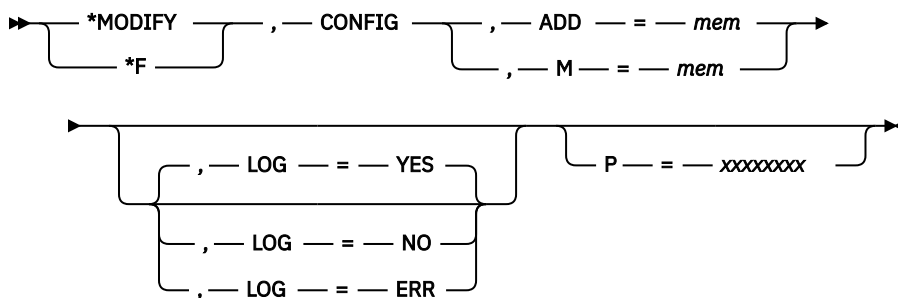 *MODIFY , CONFIG , ADD = mem
*F , M = mem
, LOG = YES P = xxxxxxxx
, LOG = NO
, LOG = ERR